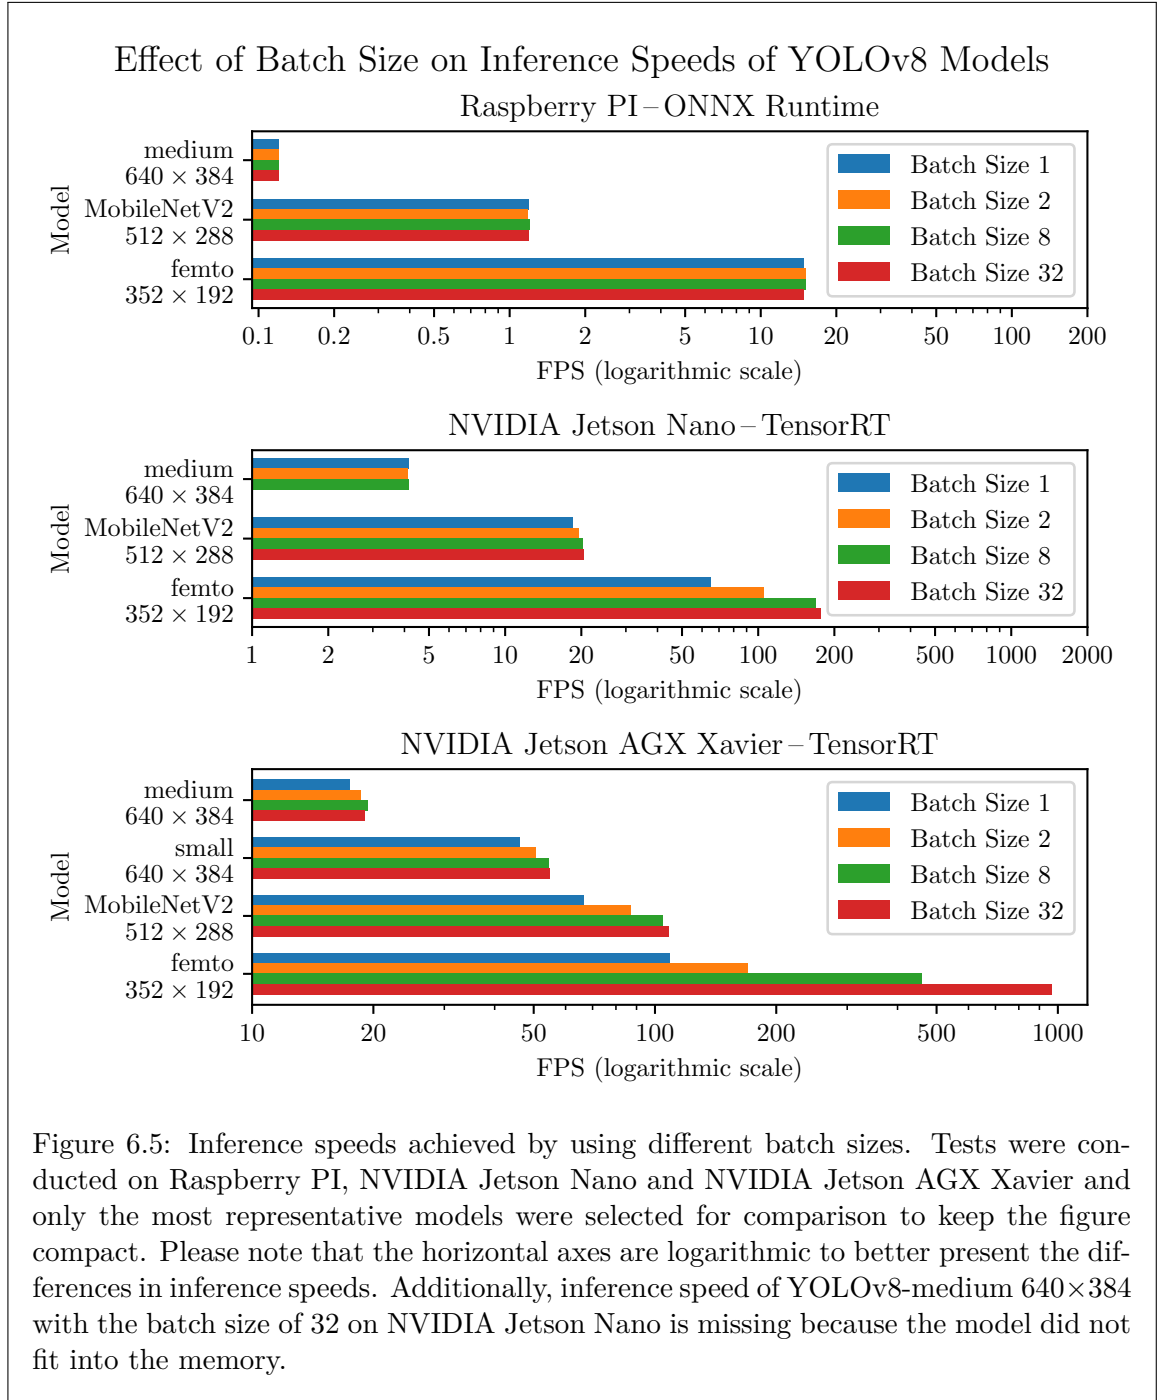 Effect of Batch Size on Inference Speeds of YOLOv8 Models
Raspberry PI – ONNX Runtime
Model
medium
640 × 384
MobileNetV2
512 × 288
femto
352 × 192
Batch Size 1
Batch Size 2
Batch Size 8
Batch Size 32
0.1 0.2 0.5 1 2 5 10 20 50 100 200
FPS (logarithmic scale)
NVIDIA Jetson Nano – TensorRT
Model
medium
640 × 384
MobileNetV2
512 × 288
femto
352 × 192
Batch Size 1
Batch Size 2
Batch Size 8
Batch Size 32
1 2 5 10 20 50 100 200 500 1000 2000
FPS (logarithmic scale)
NVIDIA Jetson AGX Xavier – TensorRT
Model
medium
640 × 384
small
640 × 384
MobileNetV2
512 × 288
femto
352 × 192
Batch Size 1
Batch Size 2
Batch Size 8
Batch Size 32
10 20 50 100 200 500 1000
FPS (logarithmic scale)
Figure 6.5: Inference speeds achieved by using different batch sizes. Tests were con-
ducted on Raspberry PI, NVIDIA Jetson Nano and NVIDIA Jetson AGX Xavier and
only the most representative models were selected for comparison to keep the figure
compact. Please note that the horizontal axes are logarithmic to better present the dif-
ferences in inference speeds. Additionally, inference speed of YOLOv8-medium 640×384
with the batch size of 32 on NVIDIA Jetson Nano is missing because the model did not
fit into the memory.